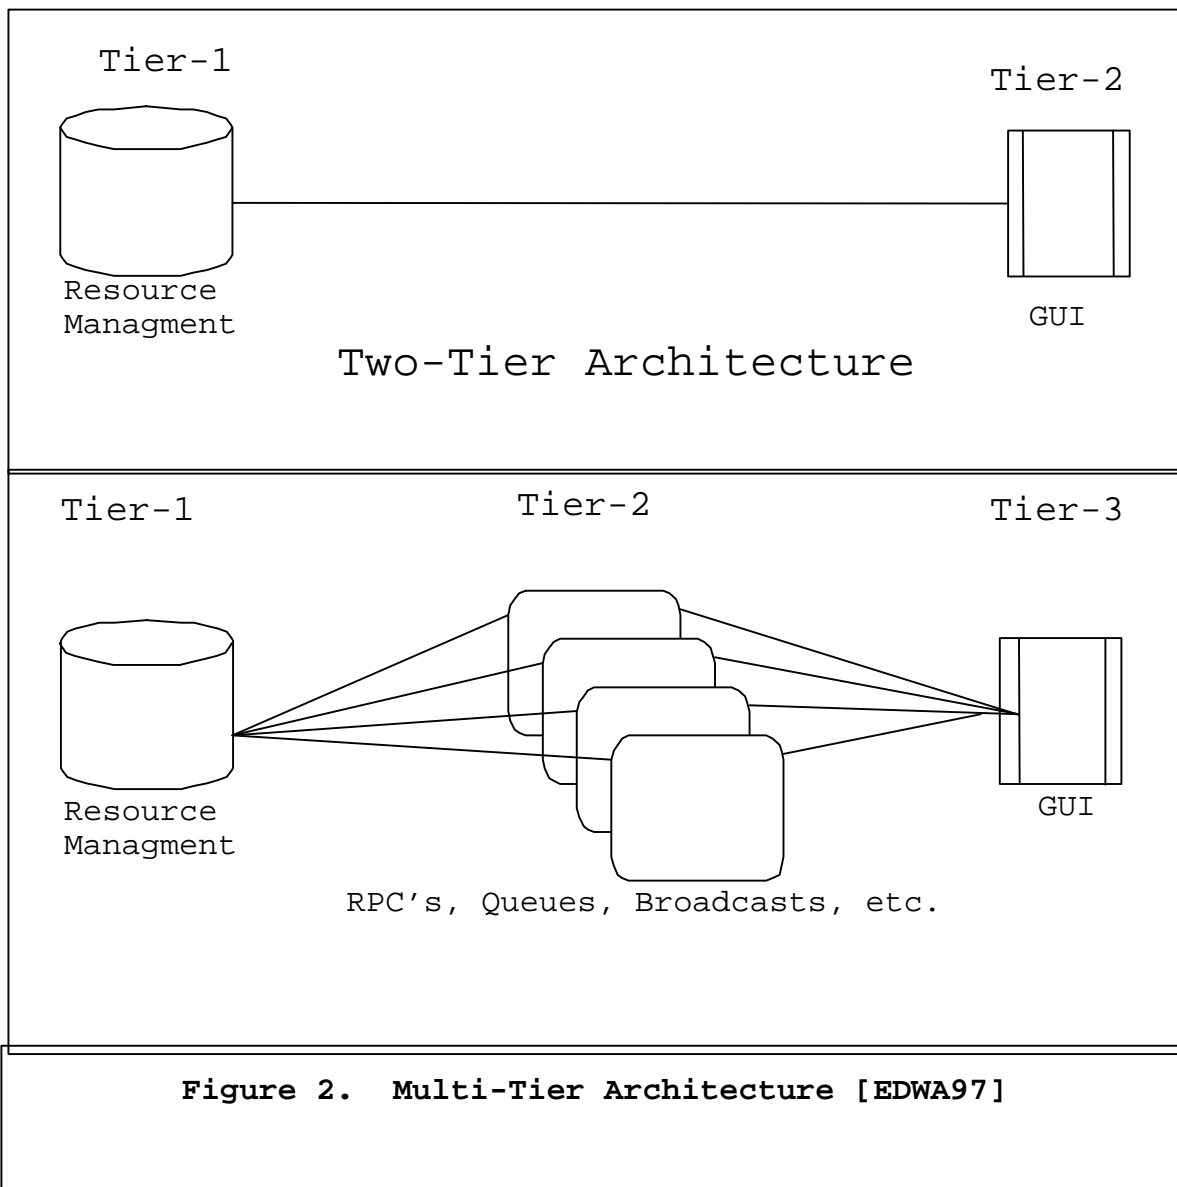 Tier-1
Tier-2
Resource
Managment
GUI
Two-Tier Architecture
Tier-1
Tier-2
Tier-3
Resource
Managment
GUI
RPC's, Queues, Broadcasts, etc.
Figure 2. Multi-Tier Architecture [EDWA97]